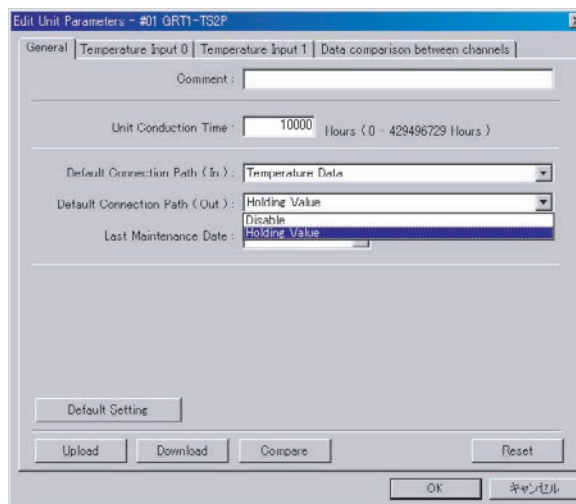 Edit Unit Parameters - #01 GRT1-TS2P
General Temperature Input 0 Temperature Input 1 Data comparison between channels
Comment :
Unit Conduction Time : 10000 Hours ( 0 - 429496729 Hours )
Default Connection Path ( In ) : Temperature Data
Default Connection Path ( Out ) : Holding Value
Disable
Last Maintenance Date : Holding Value
Default Setting
Upload Download Compare Reset
OK キャンセル